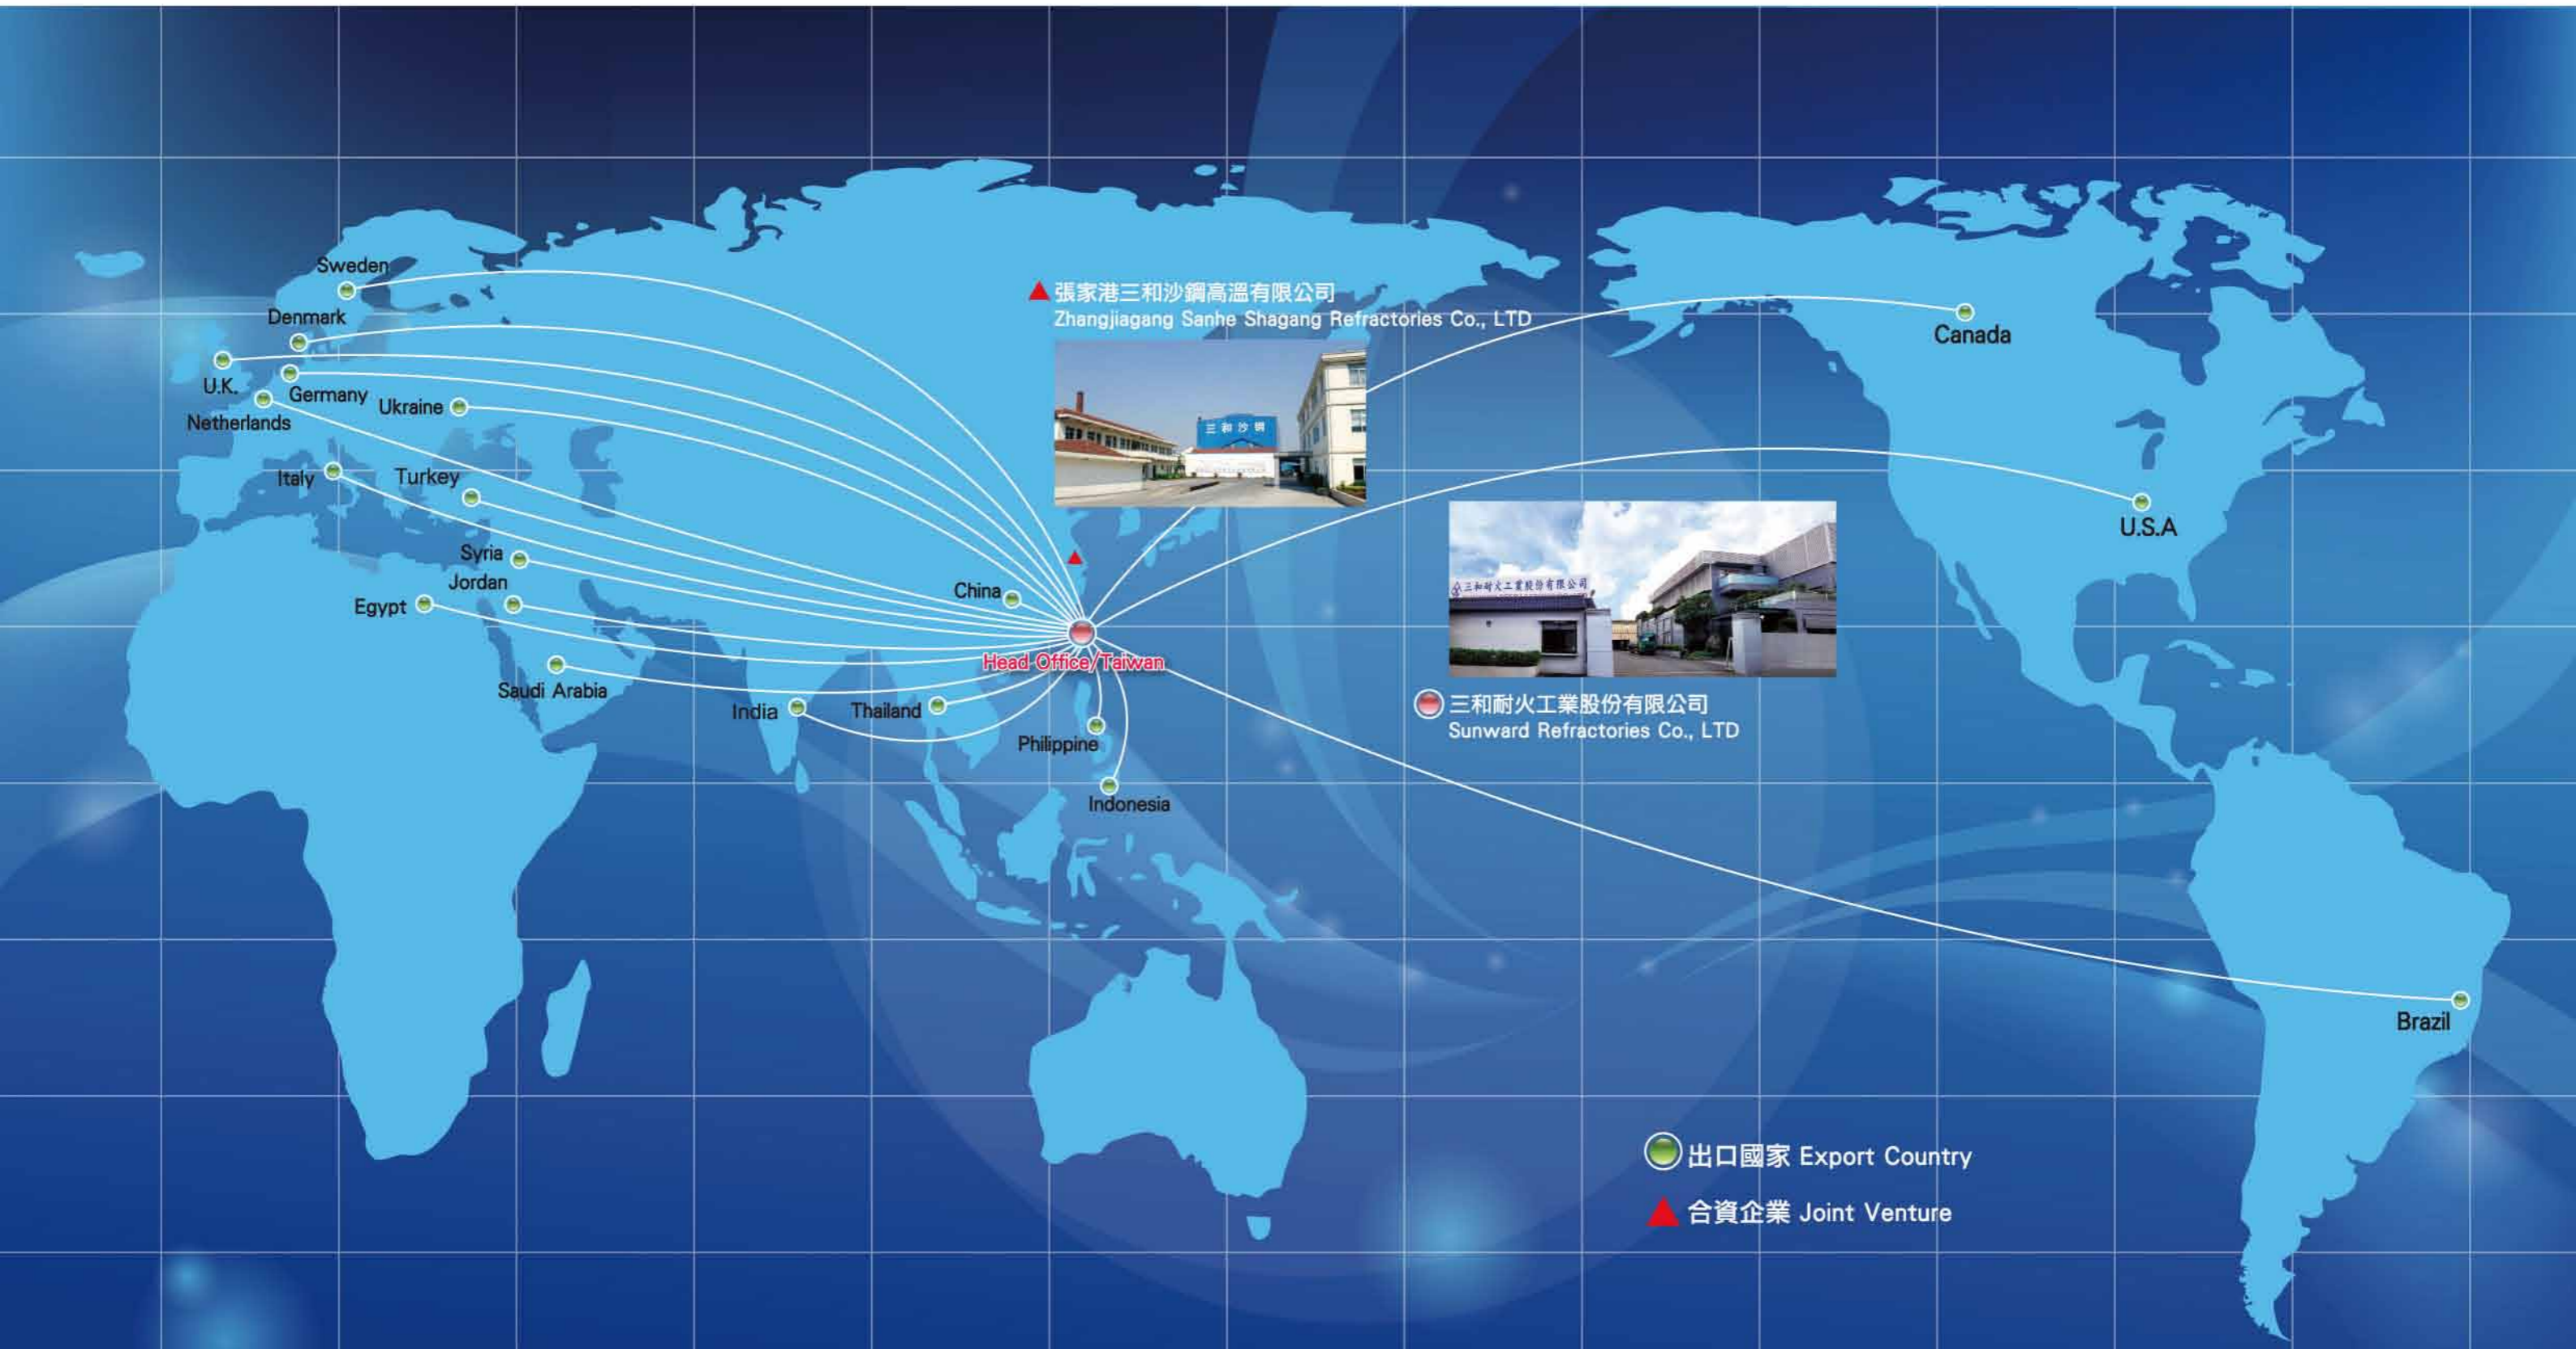 Sweden
Denmark
U.K.
Germany
Netherlands
Ukraine
Italy
Turkey
Syria
Jordan
Egypt
Saudi Arabia
India
Thailand
China
Head Office/Taiwan
Philippine
Indonesia
張家港三和沙鋼高溫有限公司
Zhangjiagang Sanhe Shagang Refractories Co., LTD
三和沙钢
三和耐火工業股份有限公司
三和耐火工業股份有限公司
Sunward Refractories Co., LTD
Canada
U.S.A
Brazil
出口國家 Export Country
合資企業 Joint Venture